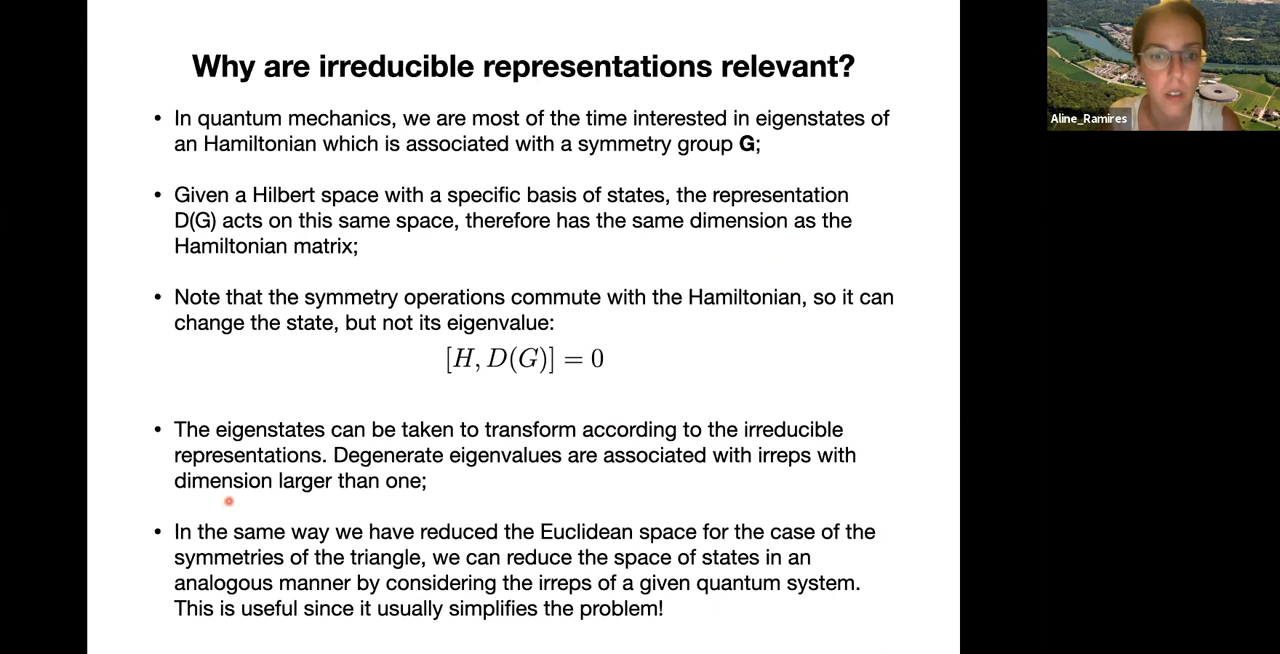 Why are irreducible representations relevant?
• In quantum mechanics, we are most of the time interested in eigenstates of
an Hamiltonian which is associated with a symmetry group G;
• Given a Hilbert space with a specific basis of states, the representation
D(G) acts on this same space, therefore has the same dimension as the
Hamiltonian matrix;
• Note that the symmetry operations commute with the Hamiltonian, so it can
change the state, but not its eigenvalue:
[H, D(G)] = 0
• The eigenstates can be taken to transform according to the irreducible
representations. Degenerate eigenvalues are associated with irreps with
dimension larger than one;
• In the same way we have reduced the Euclidean space for the case of the
symmetries of the triangle, we can reduce the space of states in an
analogous manner by considering the irreps of a given quantum system.
This is useful since it usually simplifies the problem!
Aline_Ramires